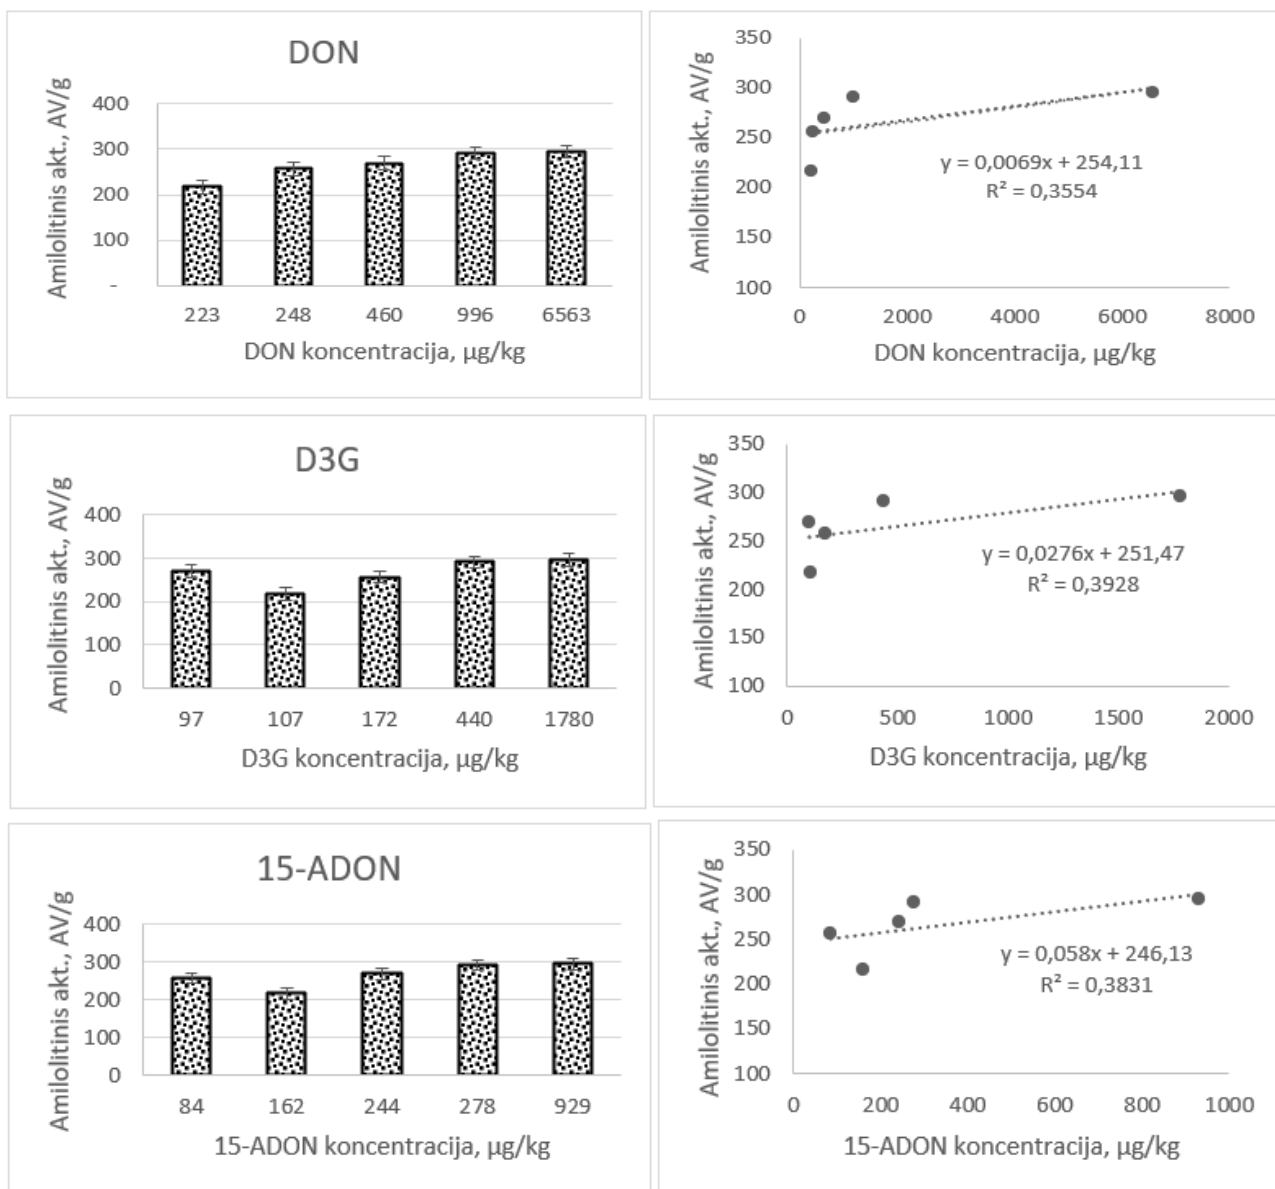 DON
Amilolitinis akt., AV/g
400
300
200
100
-
223 248 460 996 6563
DON koncentracija, µg/kg
Amilolitinis akt., AV/g
350
300
250
200
150
100
y = 0,0069x + 254,11
R² = 0,3554
0 2000 4000 6000 8000
DON koncentracija, µg/kg
D3G
Amilolitinis akt., AV/g
400
300
200
100
0
97 107 172 440 1780
D3G koncentracija, µg/kg
Amilolitinis akt., AV/g
350
300
250
200
150
100
y = 0,0276x + 251,47
R² = 0,3928
0 500 1000 1500 2000
D3G koncentracija, µg/kg
15-ADON
Amilolitinis akt., AV/g
400
300
200
100
0
84 162 244 278 929
15-ADON koncentracija, µg/kg
Amilolitinis akt., AV/g
350
300
250
200
150
100
y = 0,058x + 246,13
R² = 0,3831
0 200 400 600 800 1000
15-ADON koncentracija, µg/kg